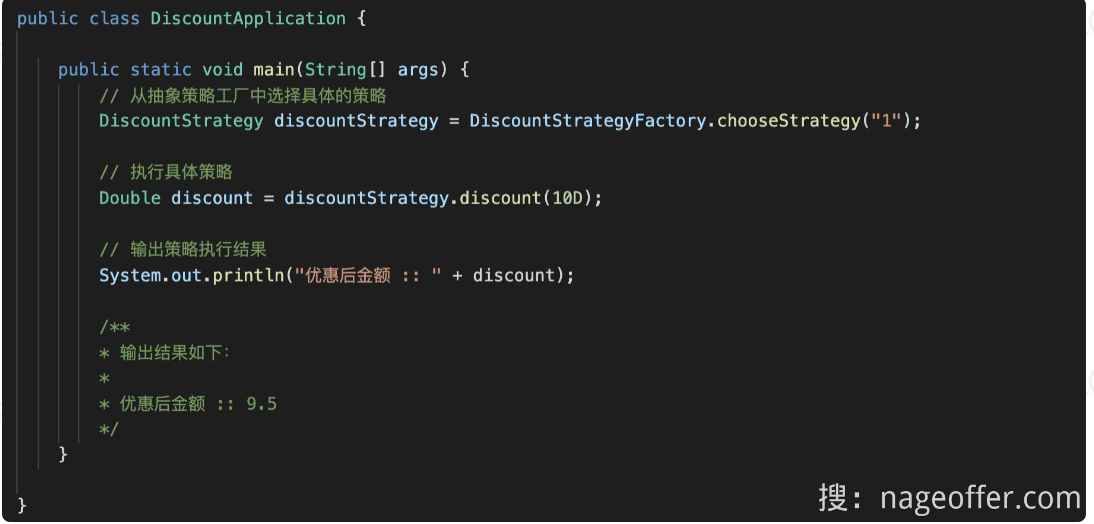 public class DiscountApplication {
public static void main(String[] args) {
// 从抽象策略工厂中选择具体的策略
DiscountStrategy discountStrategy = DiscountStrategyFactory.chooseStrategy("1");
// 执行具体策略
Double discount = discountStrategy.discount(10D);
// 输出策略执行结果
System.out.println("优惠后金额 :: " + discount);
/**
* 输出结果如下：
*
* 优惠后金额 :: 9.5
*/
}
}
搜：nageoffer.com